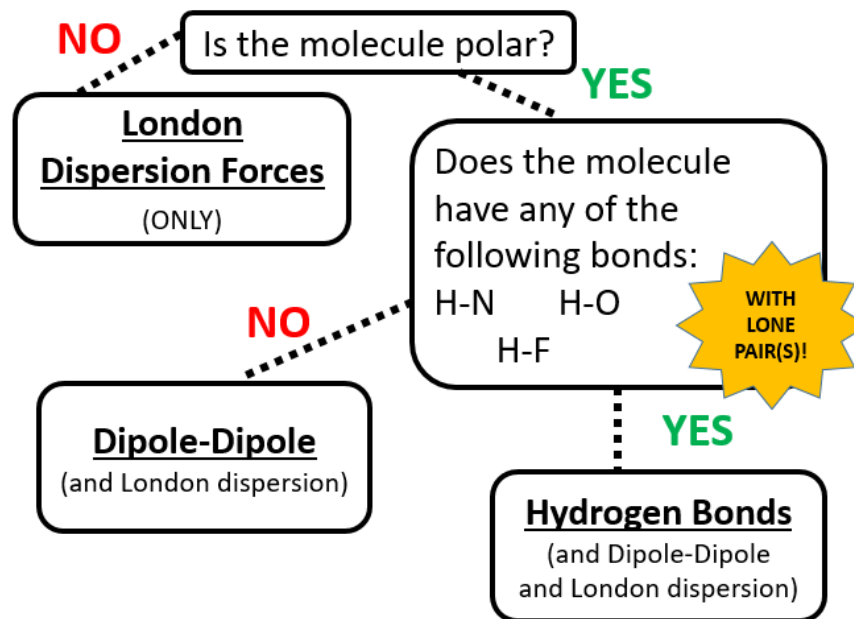 NO
Is the molecule polar?
YES
London
Dispersion Forces
(ONLY)
Does the molecule
have any of the
following bonds:
H-N H-O
H-F
WITH
LONE
PAIR(S)!
NO
YES
Dipole-Dipole
(and London dispersion)
Hydrogen Bonds
(and Dipole-Dipole
and London dispersion)